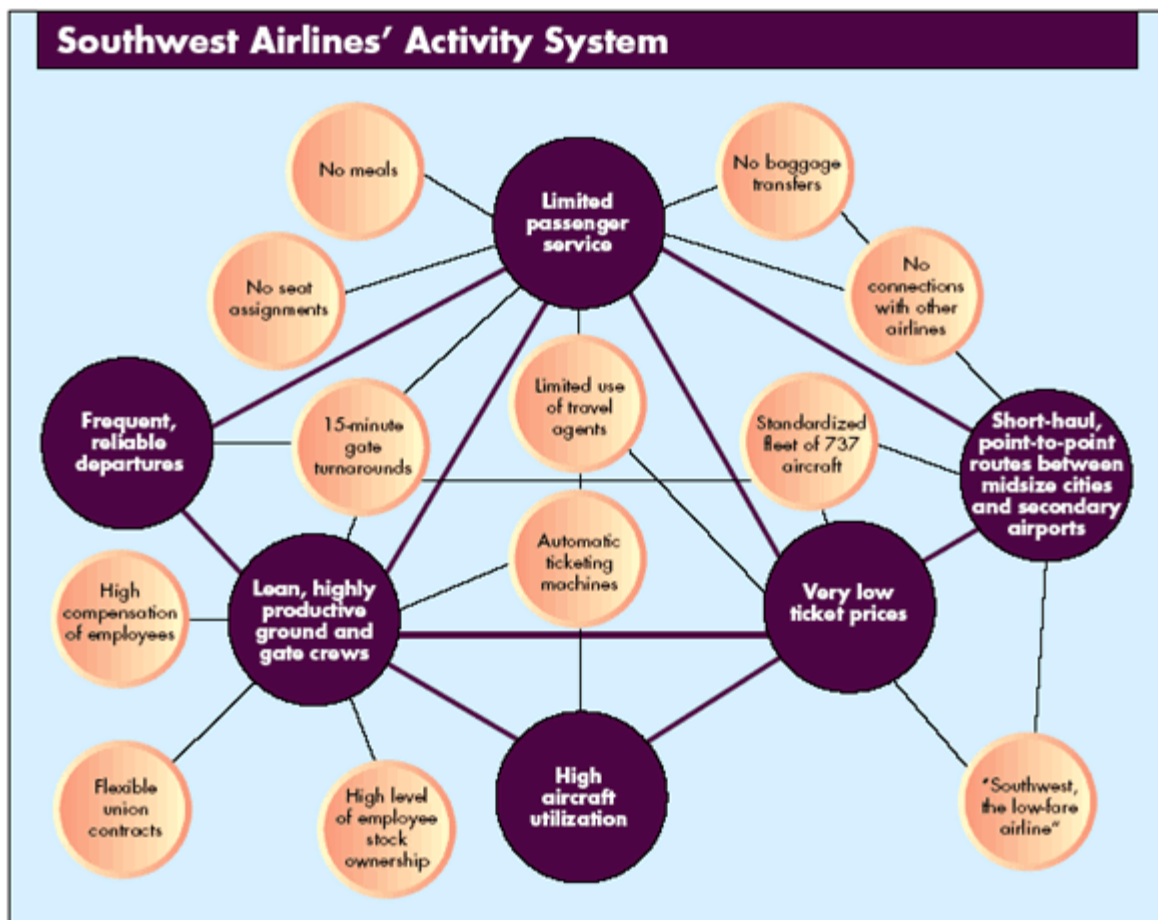 Southwest Airlines' Activity System
No meals
Limited
passenger
service
No baggage
transfers
No seat
assignments
No
connections
with other
airlines
Frequent,
reliable
departures
15-minute
gate
turnarounds
Limited use
of travel
agents
Standardized
fleet of 737
aircraft
Short-haul,
point-to-point
routes between
midsize cities
and secondary
airports
High
compensation
of employees
Lean, highly
productive
ground and
gate crews
Automatic
ticketing
machines
Very low
ticket prices
Flexible
union
contracts
High level
of employee
stock
ownership
High
aircraft
utilization
"Southwest,
the low-fare
airline"